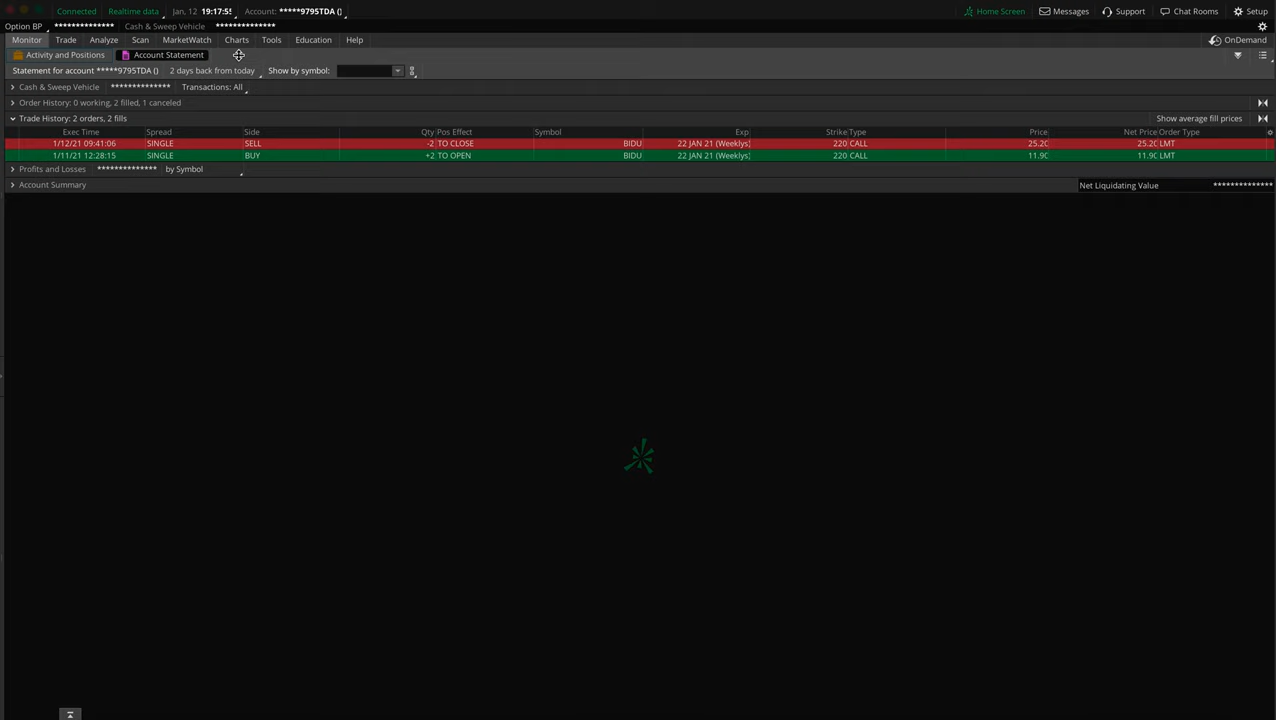 Connected Realtime data Jan, 12 19:17:5 Account: *****9795TDA () Home Screen Messages Support Chat Rooms Setup
Option BP ************** Cash & Sweep Vehicle **************
Monitor Trade Analyze Scan MarketWatch Charts Tools Education Help OnDemand
Activity and Positions Account Statement
Statement for account *****9795TDA () 2 days back from today Show by symbol:
Cash & Sweep Vehicle ************** Transactions: All
Order History: 0 working, 2 filled, 1 canceled
Trade History: 2 orders, 2 fills Show average fill prices
Exec Time Spread Side Qty Pos Effect Symbol Exp Strike Type Price Net Price Order Type
1/12/21 09:41:06 SINGLE SELL -2 TO CLOSE BIDU 22 JAN 21 (Weeklys) 220 CALL 25.20 25.20 LMT
1/11/21 12:28:15 SINGLE BUY +2 TO OPEN BIDU 22 JAN 21 (Weeklys) 220 CALL 11.90 11.90 LMT
Profits and Losses ************** by Symbol
Account Summary Net Liquidating Value **************